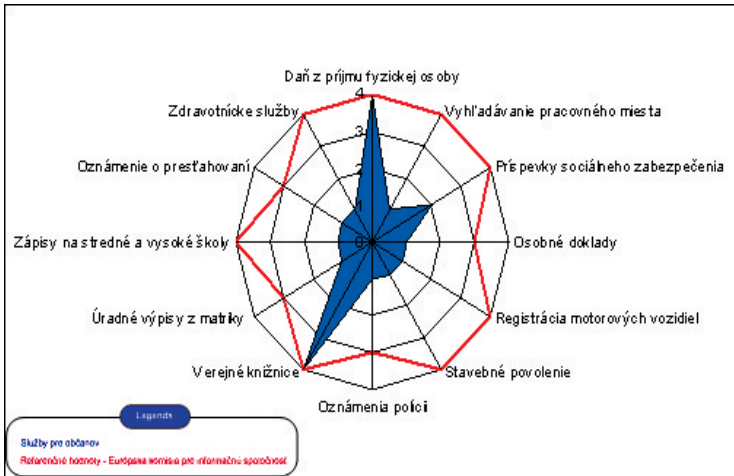 Daň z príjmu fyzickej osoby
Zdravotnícke služby
Vyhľadávanie pracovného miesta
Oznámenie o presťahovaní
Príspevky sociálneho zabezpečenia
Zápisy na stredné a vysoké školy
Osobné doklady
Úradné výpisy z matriky
Registrácia motorových vozidiel
Verejné knižnice
Stavebné povolenie
Oznámenia polícii
4
3
2
1
0
Legenda
Služby pre občanov
Referenčné hodnoty - Európska komisia pre informačnú spoločnosť